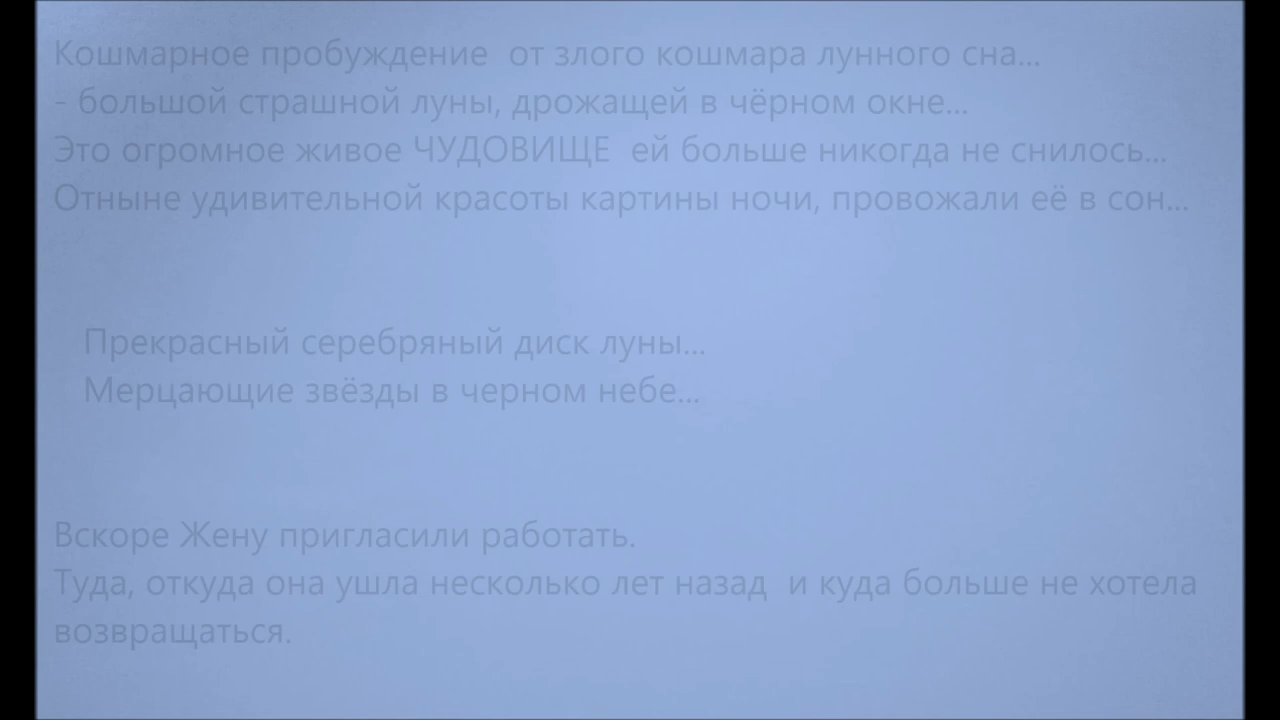 Кошмарное пробуждение  от злого кошмара лунного сна...
- большой страшной луны, дрожащей в чёрном окне...
Это огромное живое ЧУДОВИЩЕ  ей больше никогда не снилось...
Отныне удивительной красоты картины ночи, провожали её в сон...
Прекрасный серебряный диск луны...
Мерцающие звёзды в черном небе...
Вскоре Жену пригласили работать.
Туда, откуда она ушла несколько лет назад  и куда больше не хотела
возвращаться.